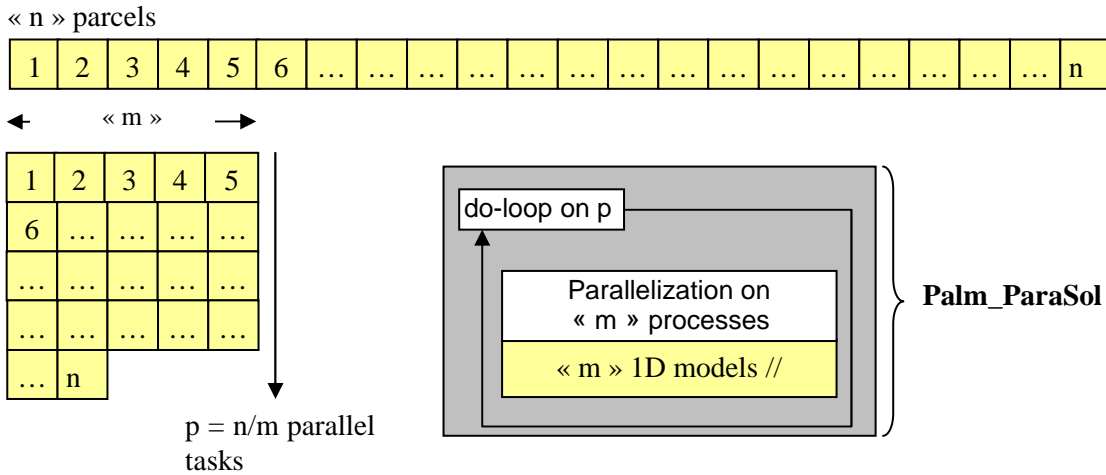 « n » parcels
1 2 3 4 5 6 … … … … … … … … … … … … … … … n
« m »
1 2 3 4 5
6 … … … …
… … … … …
… … … … …
… n
p = n/m parallel
tasks
do-loop on p
Parallelization on
« m » processes
« m » 1D models //
Palm_ParaSol